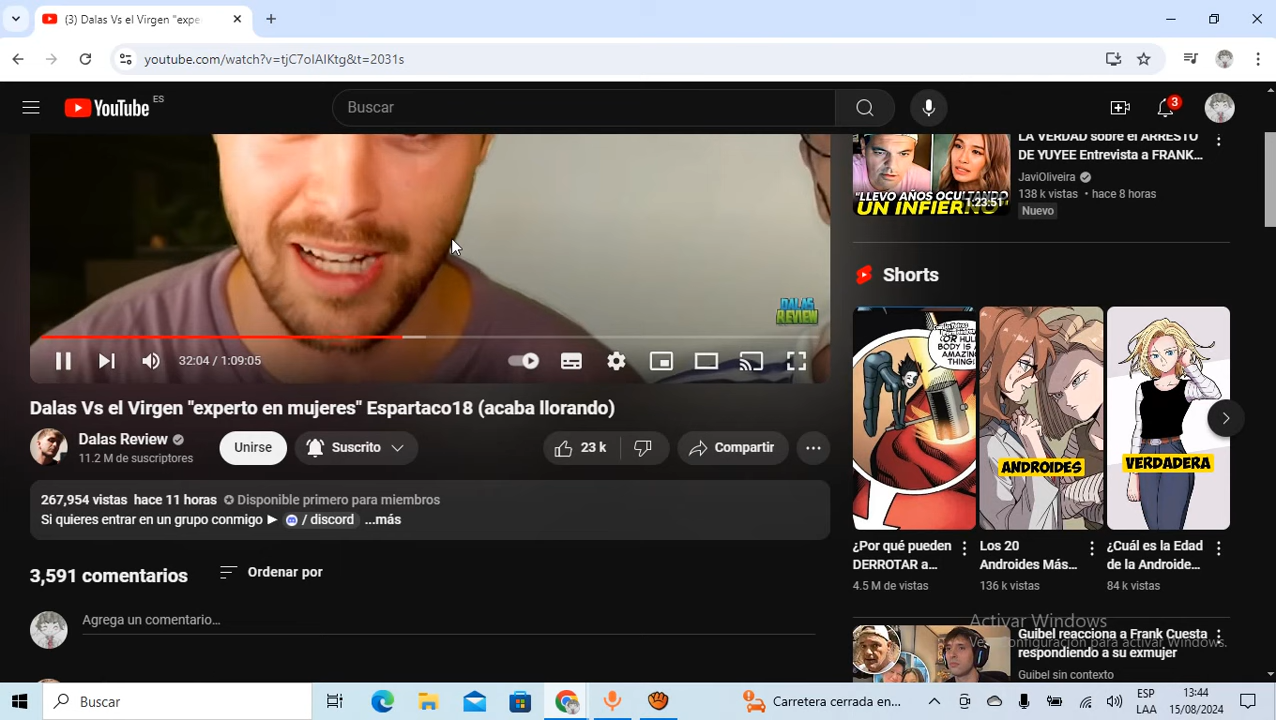 (3) Dalas Vs el Virgen "expe
youtube.com/watch?v=tjC7oIAIKtg&t=2031s
YouTube ES
Buscar
3
LA VERDAD sobre el ARRESTO
DE YUYEE Entrevista a FRANK...
JaviOliveira
138 k vistas • hace 8 horas
Nuevo
"LLEVO AÑOS OCULTANDO
UN INFIERNO
1:23:51
Shorts
DALAS
REVIEW
32:04 / 1:09:05
Dalas Vs el Virgen "experto en mujeres" Espartaco18 (acaba llorando)
Dalas Review
11.2 M de suscriptores
Unirse
Suscrito
23 k
Compartir
267,954 vistas hace 11 horas Disponible primero para miembros
Si quieres entrar en un grupo conmigo ► / discord ...más
3,591 comentarios
Ordenar por
Agrega un comentario...
OR HULK
BODY IS A
AMAZING
THING!
ANDROIDES
VERDADERA
¿Por qué pueden
DERROTAR a...
4.5 M de vistas
Los 20
Androides Más...
136 k vistas
¿Cuál es la Edad
de la Androide...
84 k vistas
Guibel reacciona a Frank Cuesta
respondiendo a su exmujer
Guibel sin contexto
Activar Windows
Ve a Configuración para activar Windows.
Buscar
Carretera cerrada en...
ESP
LAA
13:44
15/08/2024